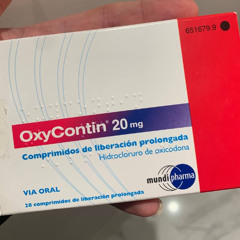 651679.9
OxyContin® 20 mg
Comprimidos de liberación prolongada
Hidrocloruro de oxicodona
mundipharma
VIA ORAL
28 comprimidos de liberación prolongada